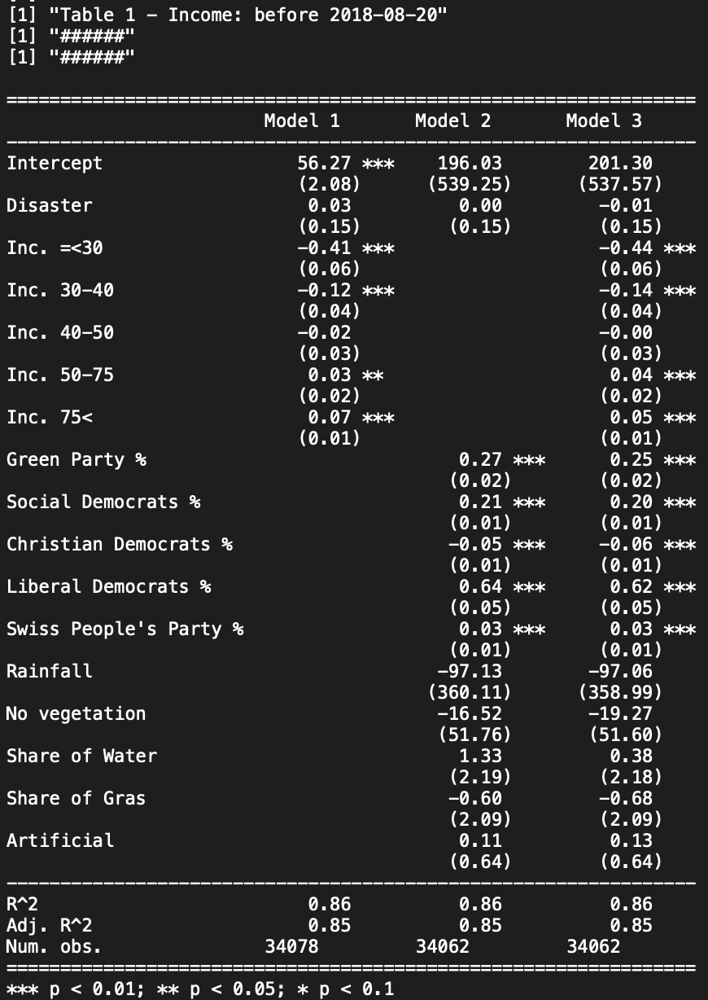 [1] "Table 1 - Income: before 2018-08-20"
[1] "######"
[1] "######"
================================================================
                        Model 1       Model 2       Model 3
----------------------------------------------------------------
Intercept                  56.27 ***    196.03        201.30
                           (2.08)      (539.25)      (537.57)
Disaster                    0.03          0.00         -0.01
                           (0.15)        (0.15)        (0.15)
Inc. =<30                  -0.41 ***                   -0.44 ***
                           (0.06)                      (0.06)
Inc. 30-40                 -0.12 ***                   -0.14 ***
                           (0.04)                      (0.04)
Inc. 40-50                 -0.02                       -0.00
                           (0.03)                      (0.03)
Inc. 50-75                  0.03 **                     0.04 ***
                           (0.02)                      (0.02)
Inc. 75<                    0.07 ***                    0.05 ***
                           (0.01)                      (0.01)
Green Party %                             0.27 ***      0.25 ***
                                         (0.02)        (0.02)
Social Democrats %                        0.21 ***      0.20 ***
                                         (0.01)        (0.01)
Christian Democrats %                    -0.05 ***     -0.06 ***
                                         (0.01)        (0.01)
Liberal Democrats %                       0.64 ***      0.62 ***
                                         (0.05)        (0.05)
Swiss People's Party %                    0.03 ***      0.03 ***
                                         (0.01)        (0.01)
Rainfall                                -97.13        -97.06
                                       (360.11)      (358.99)
No vegetation                           -16.52        -19.27
                                        (51.76)       (51.60)
Share of Water                            1.33          0.38
                                         (2.19)        (2.18)
Share of Gras                            -0.60         -0.68
                                         (2.09)        (2.09)
Artificial                                0.11          0.13
                                         (0.64)        (0.64)
----------------------------------------------------------------
R^2                         0.86          0.86          0.86
Adj. R^2                    0.85          0.85          0.85
Num. obs.               34078         34062         34062
================================================================
*** p < 0.01; ** p < 0.05; * p < 0.1